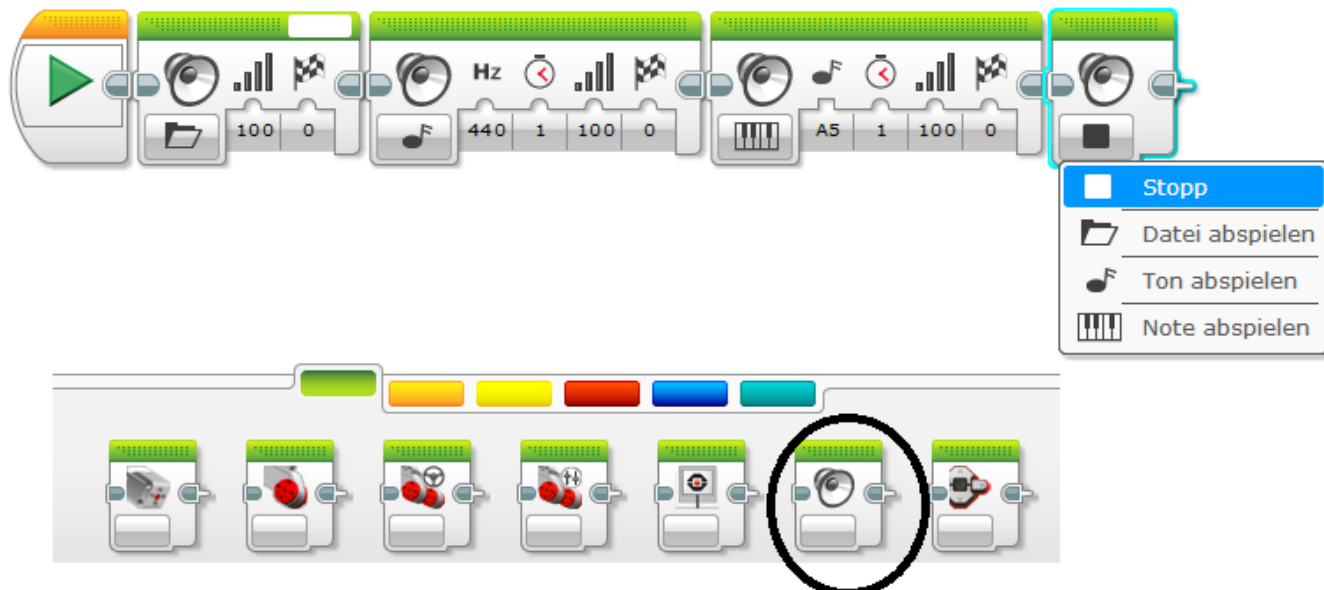 Hz
100 0
440 1 100 0
A5 1 100 0
Stopp
Datei abspielen
Ton abspielen
Note abspielen